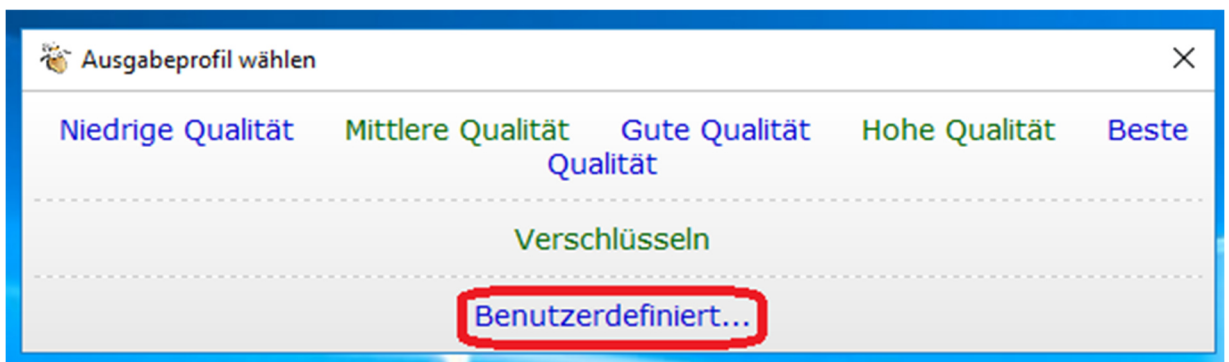 Ausgabeprofil wählen
Niedrige Qualität Mittlere Qualität Gute Qualität Hohe Qualität Beste
Qualität
Verschlüsseln
Benutzerdefiniert...